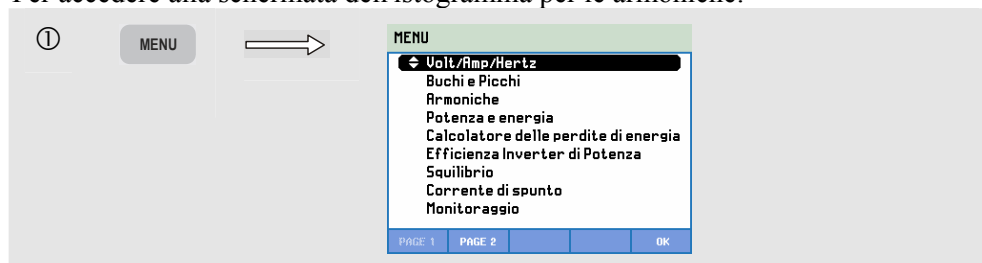 Per accedere alla schermata dell'istogramma per le armoniche:
① MENU
MENU
Volt/Amp/Hertz
Buchi e Picchi
Armoniche
Potenza e energia
Calcolatore delle perdite di energia
Efficienza Inverter di Potenza
Squilibrio
Corrente di spunto
Monitoraggio
PAGE 1 PAGE 2 OK